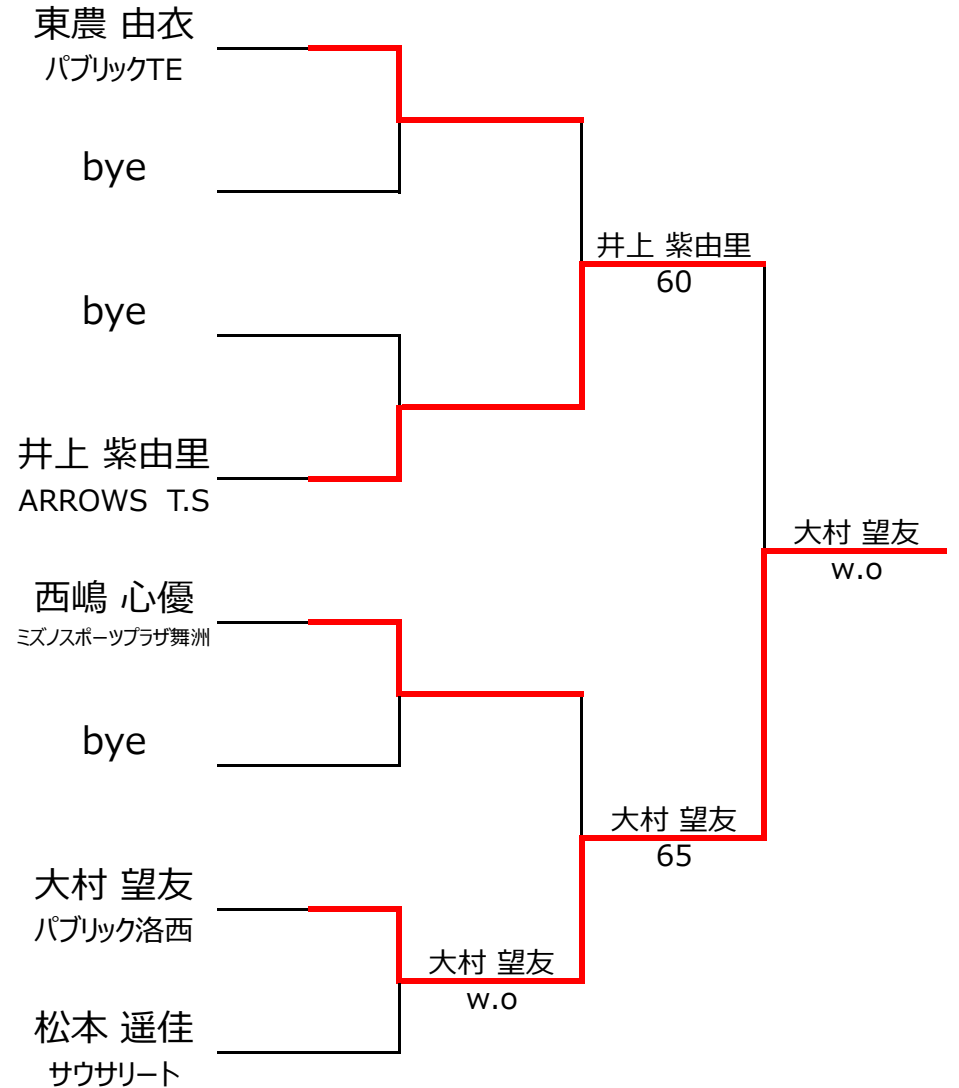 東農 由衣
パブリックTE
bye
bye
井上 紫由里
ARROWS T.S
西嶋 心優
ミズノスポーツプラザ舞洲
bye
大村 望友
パブリック洛西
松本 遥佳
サウサリート
大村 望友
w.o
井上 紫由里
60
大村 望友
65
大村 望友
w.o